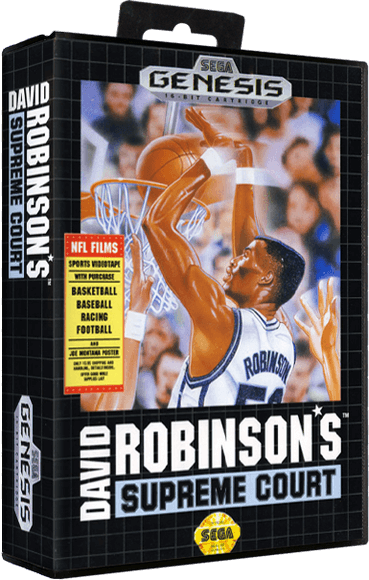 DAVID
ROBINSON'S
SUPREME COURT
GENESIS
SEGA
SEGA
GENESIS
16-BIT CARTRIDGE
NFL FILMS
SPORTS VIDEOTAPE
WITH PURCHASE
BASKETBALL
BASEBALL
RACING
FOOTBALL
AND
JOE MONTANA POSTER
ROBINSON
DAVID
ROBINSON'S™
SUPREME COURT
SEGA